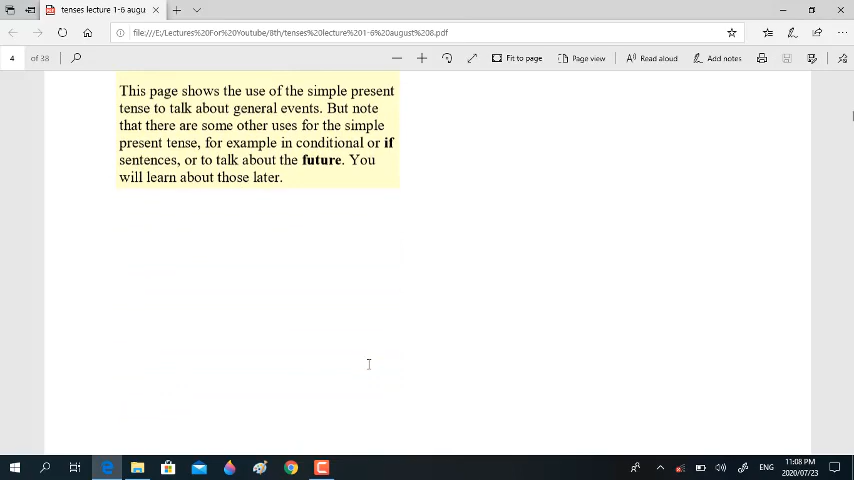 tenses lecture 1-6 augu
file:///E:/Lectures%20For%20Youtube/8th/tenses%20lecture%201-6%20august%208.pdf
4 of 38
Fit to page
Page view
Read aloud
Add notes
This page shows the use of the simple present
tense to talk about general events. But note
that there are some other uses for the simple
present tense, for example in conditional or if
sentences, or to talk about the future. You
will learn about those later.
ENG
11:08 PM
2020/07/23